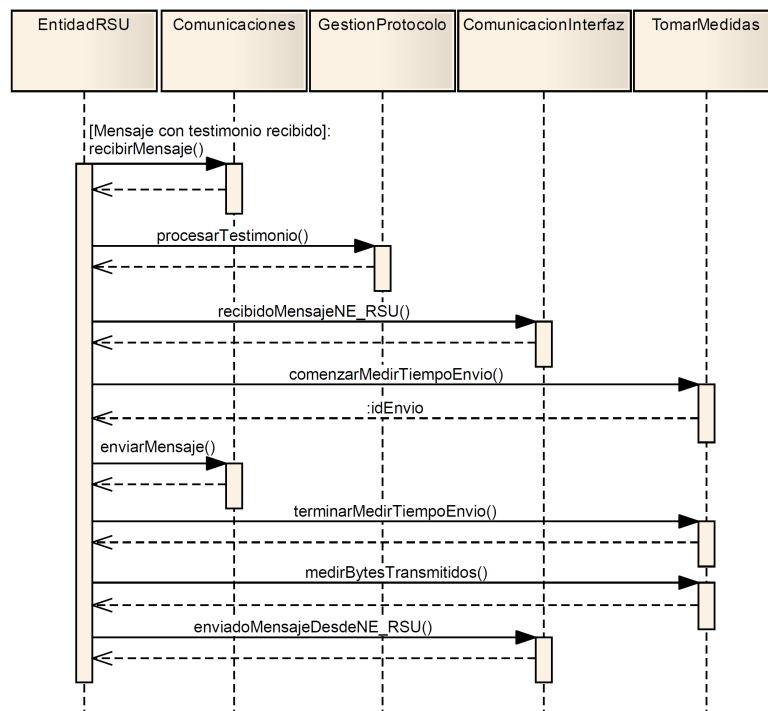 EntidadRSU
Comunicaciones
GestionProtocolo
ComunicacionInterfaz
TomarMedidas
[Mensaje con testimonio recibido]:
recibirMensaje()
procesarTestimonio()
recibidoMensajeNE_RSU()
comenzarMedirTiempoEnvio()
:idEnvio
enviarMensaje()
terminarMedirTiempoEnvio()
medirBytesTransmitidos()
enviadoMensajeDesdeNE_RSU()